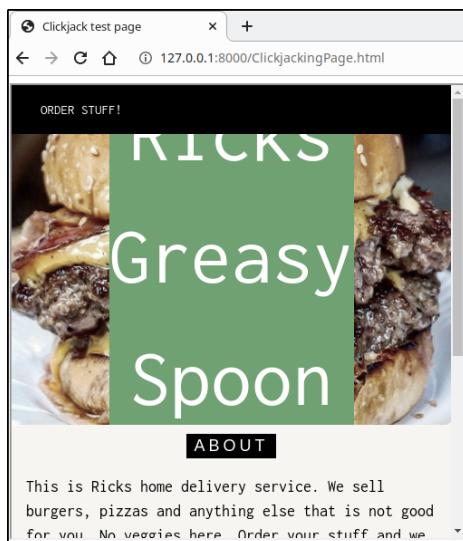 Clickjack test page
127.0.0.1:8000/ClickjackingPage.html
ORDER STUFF!
Ricks
Greasy
Spoon
ABOUT
This is Ricks home delivery service. We sell
burgers, pizzas and anything else that is not good
for you. No veggies here. Order your stuff and we